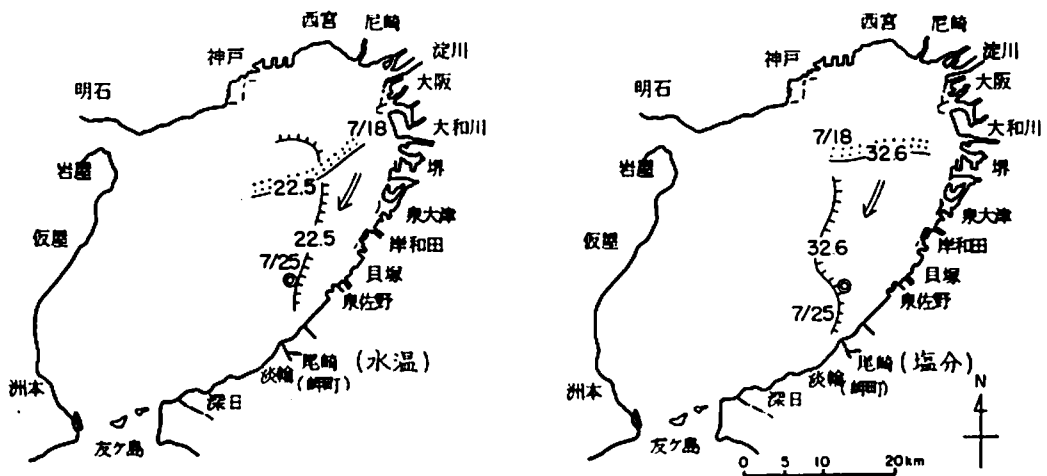 西宮
尼崎
神戸
淀川
大阪
明石
大和川
7/18
堺
岩屋
22.5
泉大津
仮屋
22.5
岸和田
7/25
貝塚
泉佐野
尾崎
(水温)
淡輪
(岬町)
洲本
深日
友ケ島
西宮
尼崎
神戸
淀川
大阪
明石
大和川
7/18
32.6
堺
岩屋
泉大津
仮屋
32.6
岸和田
貝塚
泉佐野
7/25
尾崎
(塩分)
淡輪
(岬町)
洲本
深日
友ケ島
N
0 5 10 20km